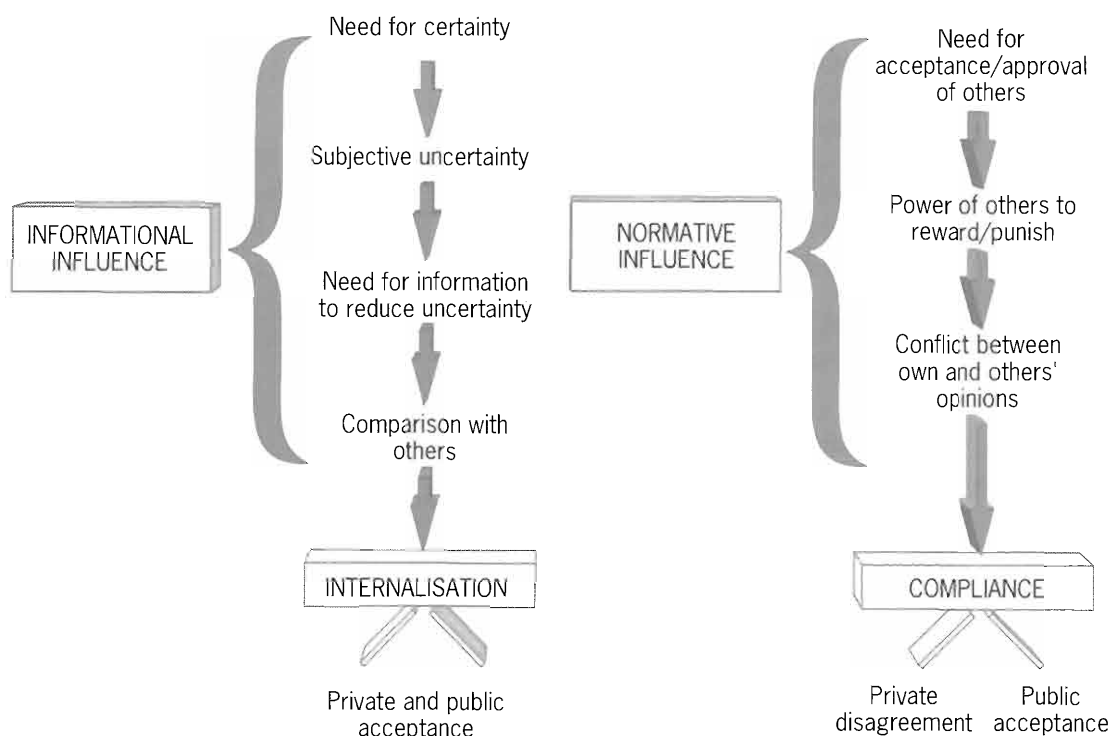 Need for certainty
Subjective uncertainty
INFORMATIONAL
INFLUENCE
Need for information
to reduce uncertainty
Comparison with
others
INTERNALISATION
Private and public
acceptance
Need for
acceptance/approval
of others
Power of others to
reward/punish
NORMATIVE
INFLUENCE
Conflict between
own and others'
opinions
COMPLIANCE
Private
disagreement
Public
acceptance